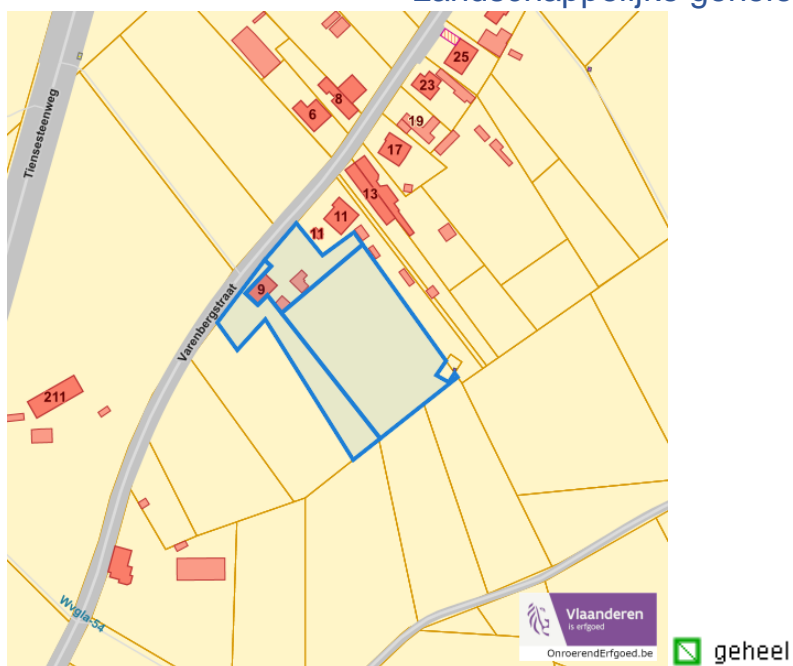 Landschappelijke gehele
25
23
8
6
19
17
Tiensesteenweg
13
11
11
9
Varenbergstraat
211
Wvgla-54
Vlaanderen
is erfgoed
OnroerendErfgoed.be
geheel